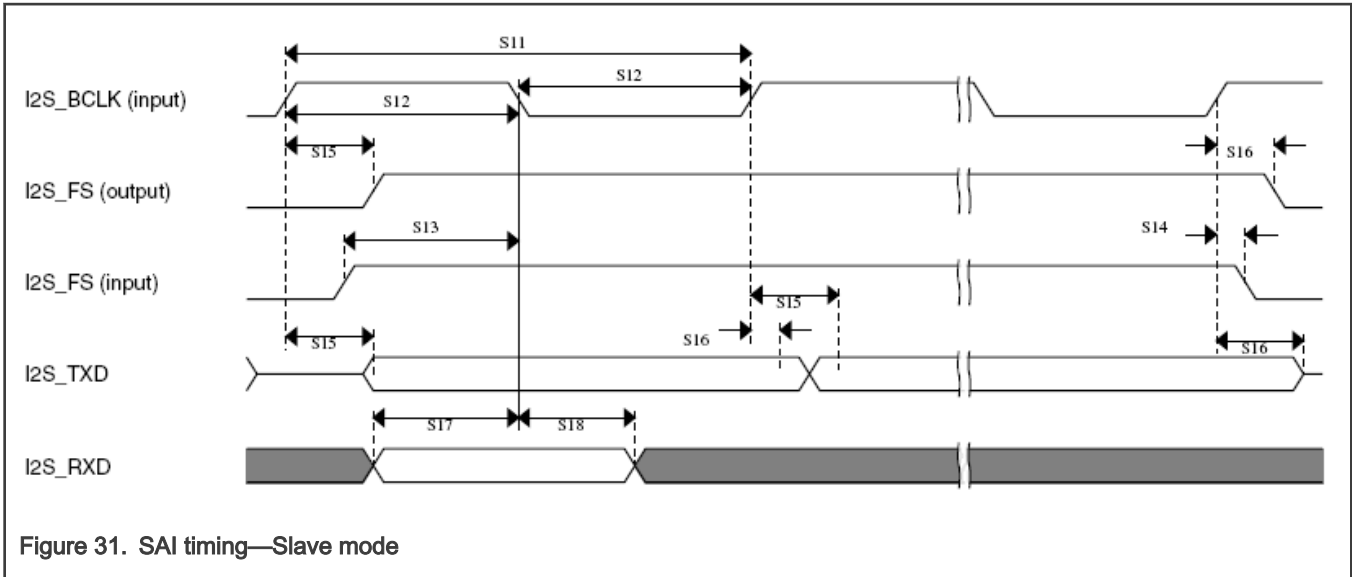 S11
S12
I2S_BCLK (input)
S12
S15
S16
I2S_FS (output)
S13
S14
I2S_FS (input)
S15
S16
S15
S16
I2S_TXD
S17
S18
I2S_RXD
Figure 31. SAI timing—Slave mode